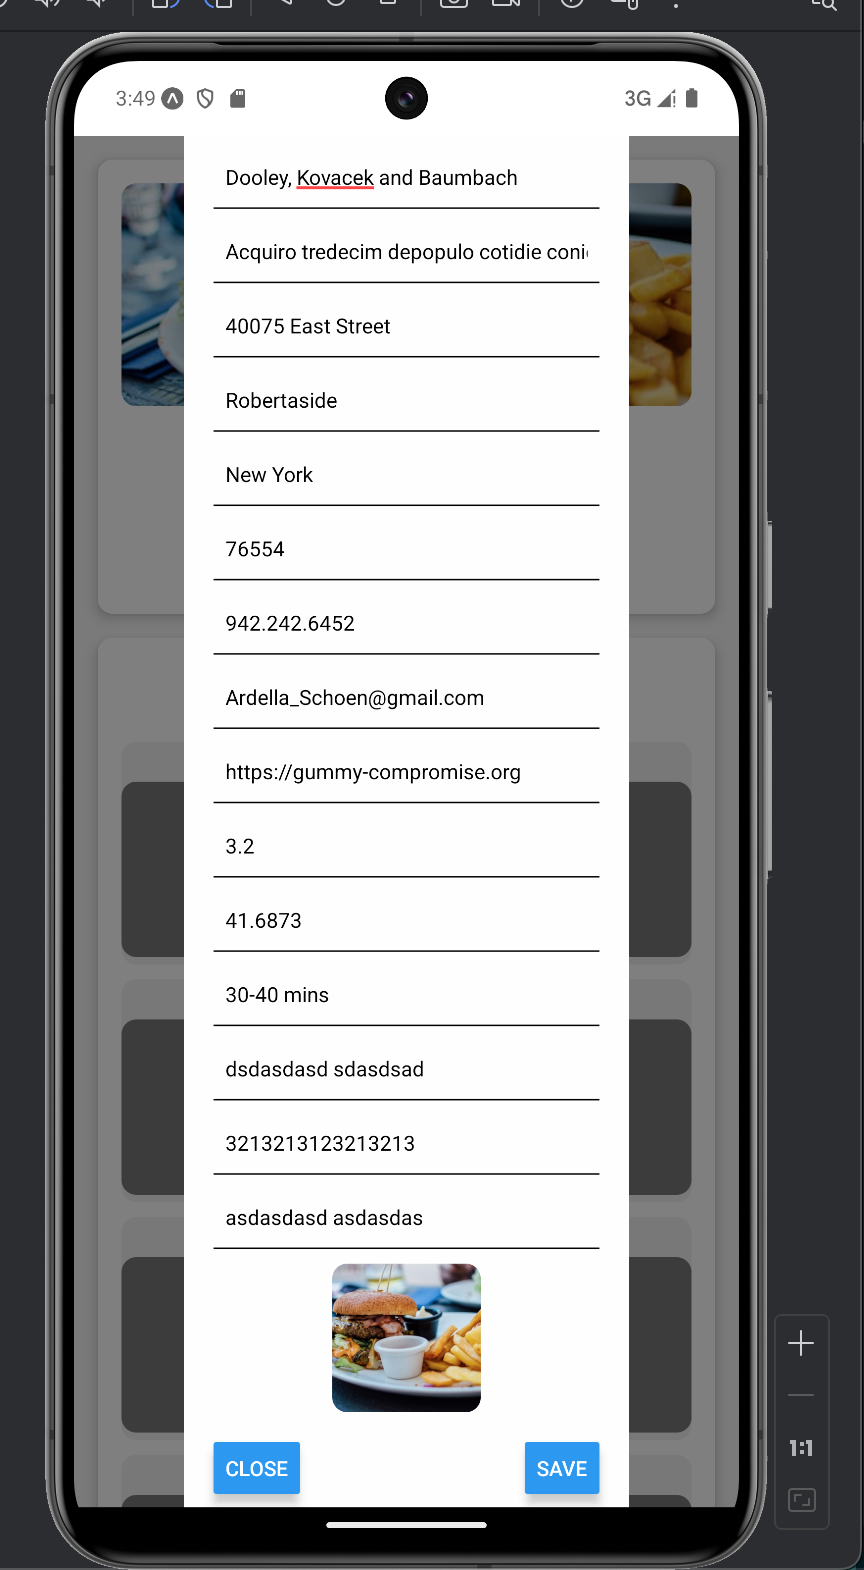 3:49
3G
Dooley, Kovacek and Baumbach
Acquiro tredecim depopulo cotidie
40075 East Street
Robertaside
New York
76554
942.242.6452
Ardella_Schoen@gmail.com
https://gummy-compromise.org
3.2
41.6873
30-40 mins
dsdasdasd sdasdsad
3213213123213213
asdasdasd asdasdas
CLOSE
SAVE
1:1